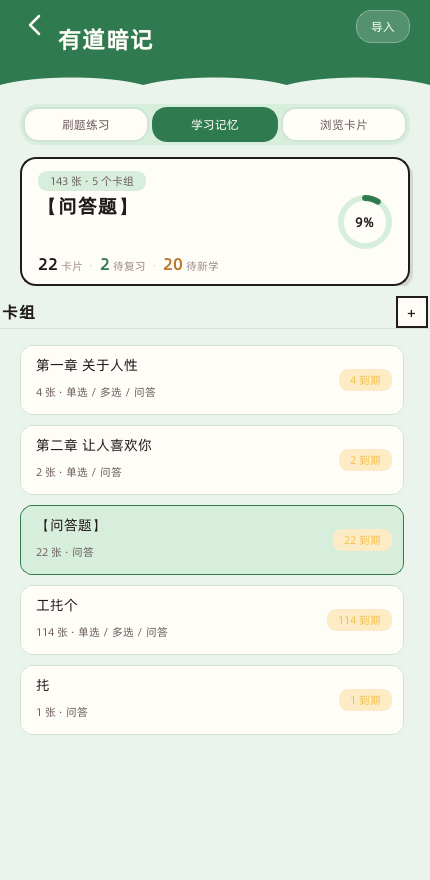 有道暗记
导入
刷题练习
学习记忆
浏览卡片
143 张 · 5 个卡组
【问答题】
9%
22 卡片 · 2 待复习 · 20 待新学
卡组
+
第一章 关于人性
4 张 · 单选 / 多选 / 问答
4 到期
第二章 让人喜欢你
2 张 · 单选 / 问答
2 到期
【问答题】
22 张 · 问答
22 到期
工扥个
114 张 · 单选 / 多选 / 问答
114 到期
扥
1 张 · 问答
1 到期